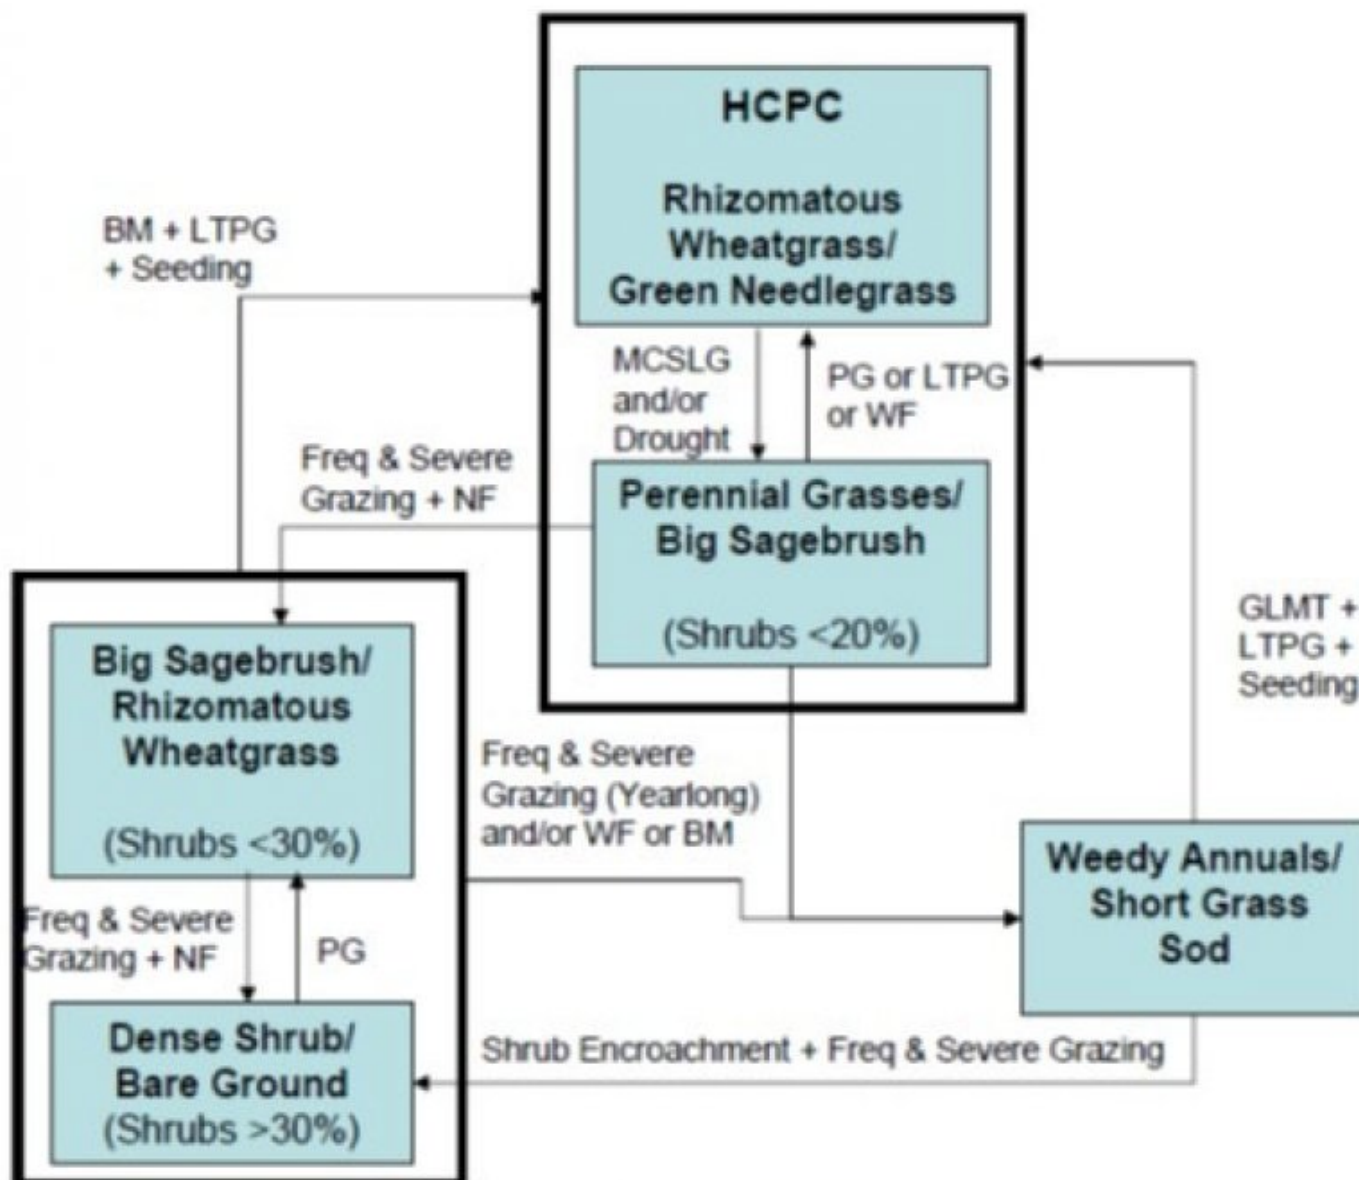 HCPC
Rhizomatous
Wheatgrass/
Green Needlegrass
BM + LTPG
+ Seeding
MCSLG
and/or
Drought
PG or LTPG
or WF
Freq & Severe
Grazing + NF
Perennial Grasses/
Big Sagebrush
(Shrubs <20%)
GLMT +
LTPG +
Seeding
Big Sagebrush/
Rhizomatous
Wheatgrass
(Shrubs <30%)
Freq & Severe
Grazing (Yearlong)
and/or WF or BM
Weedy Annuals/
Short Grass
Sod
Freq & Severe
Grazing + NF
PG
Dense Shrub/
Bare Ground
(Shrubs >30%)
Shrub Encroachment + Freq & Severe Grazing